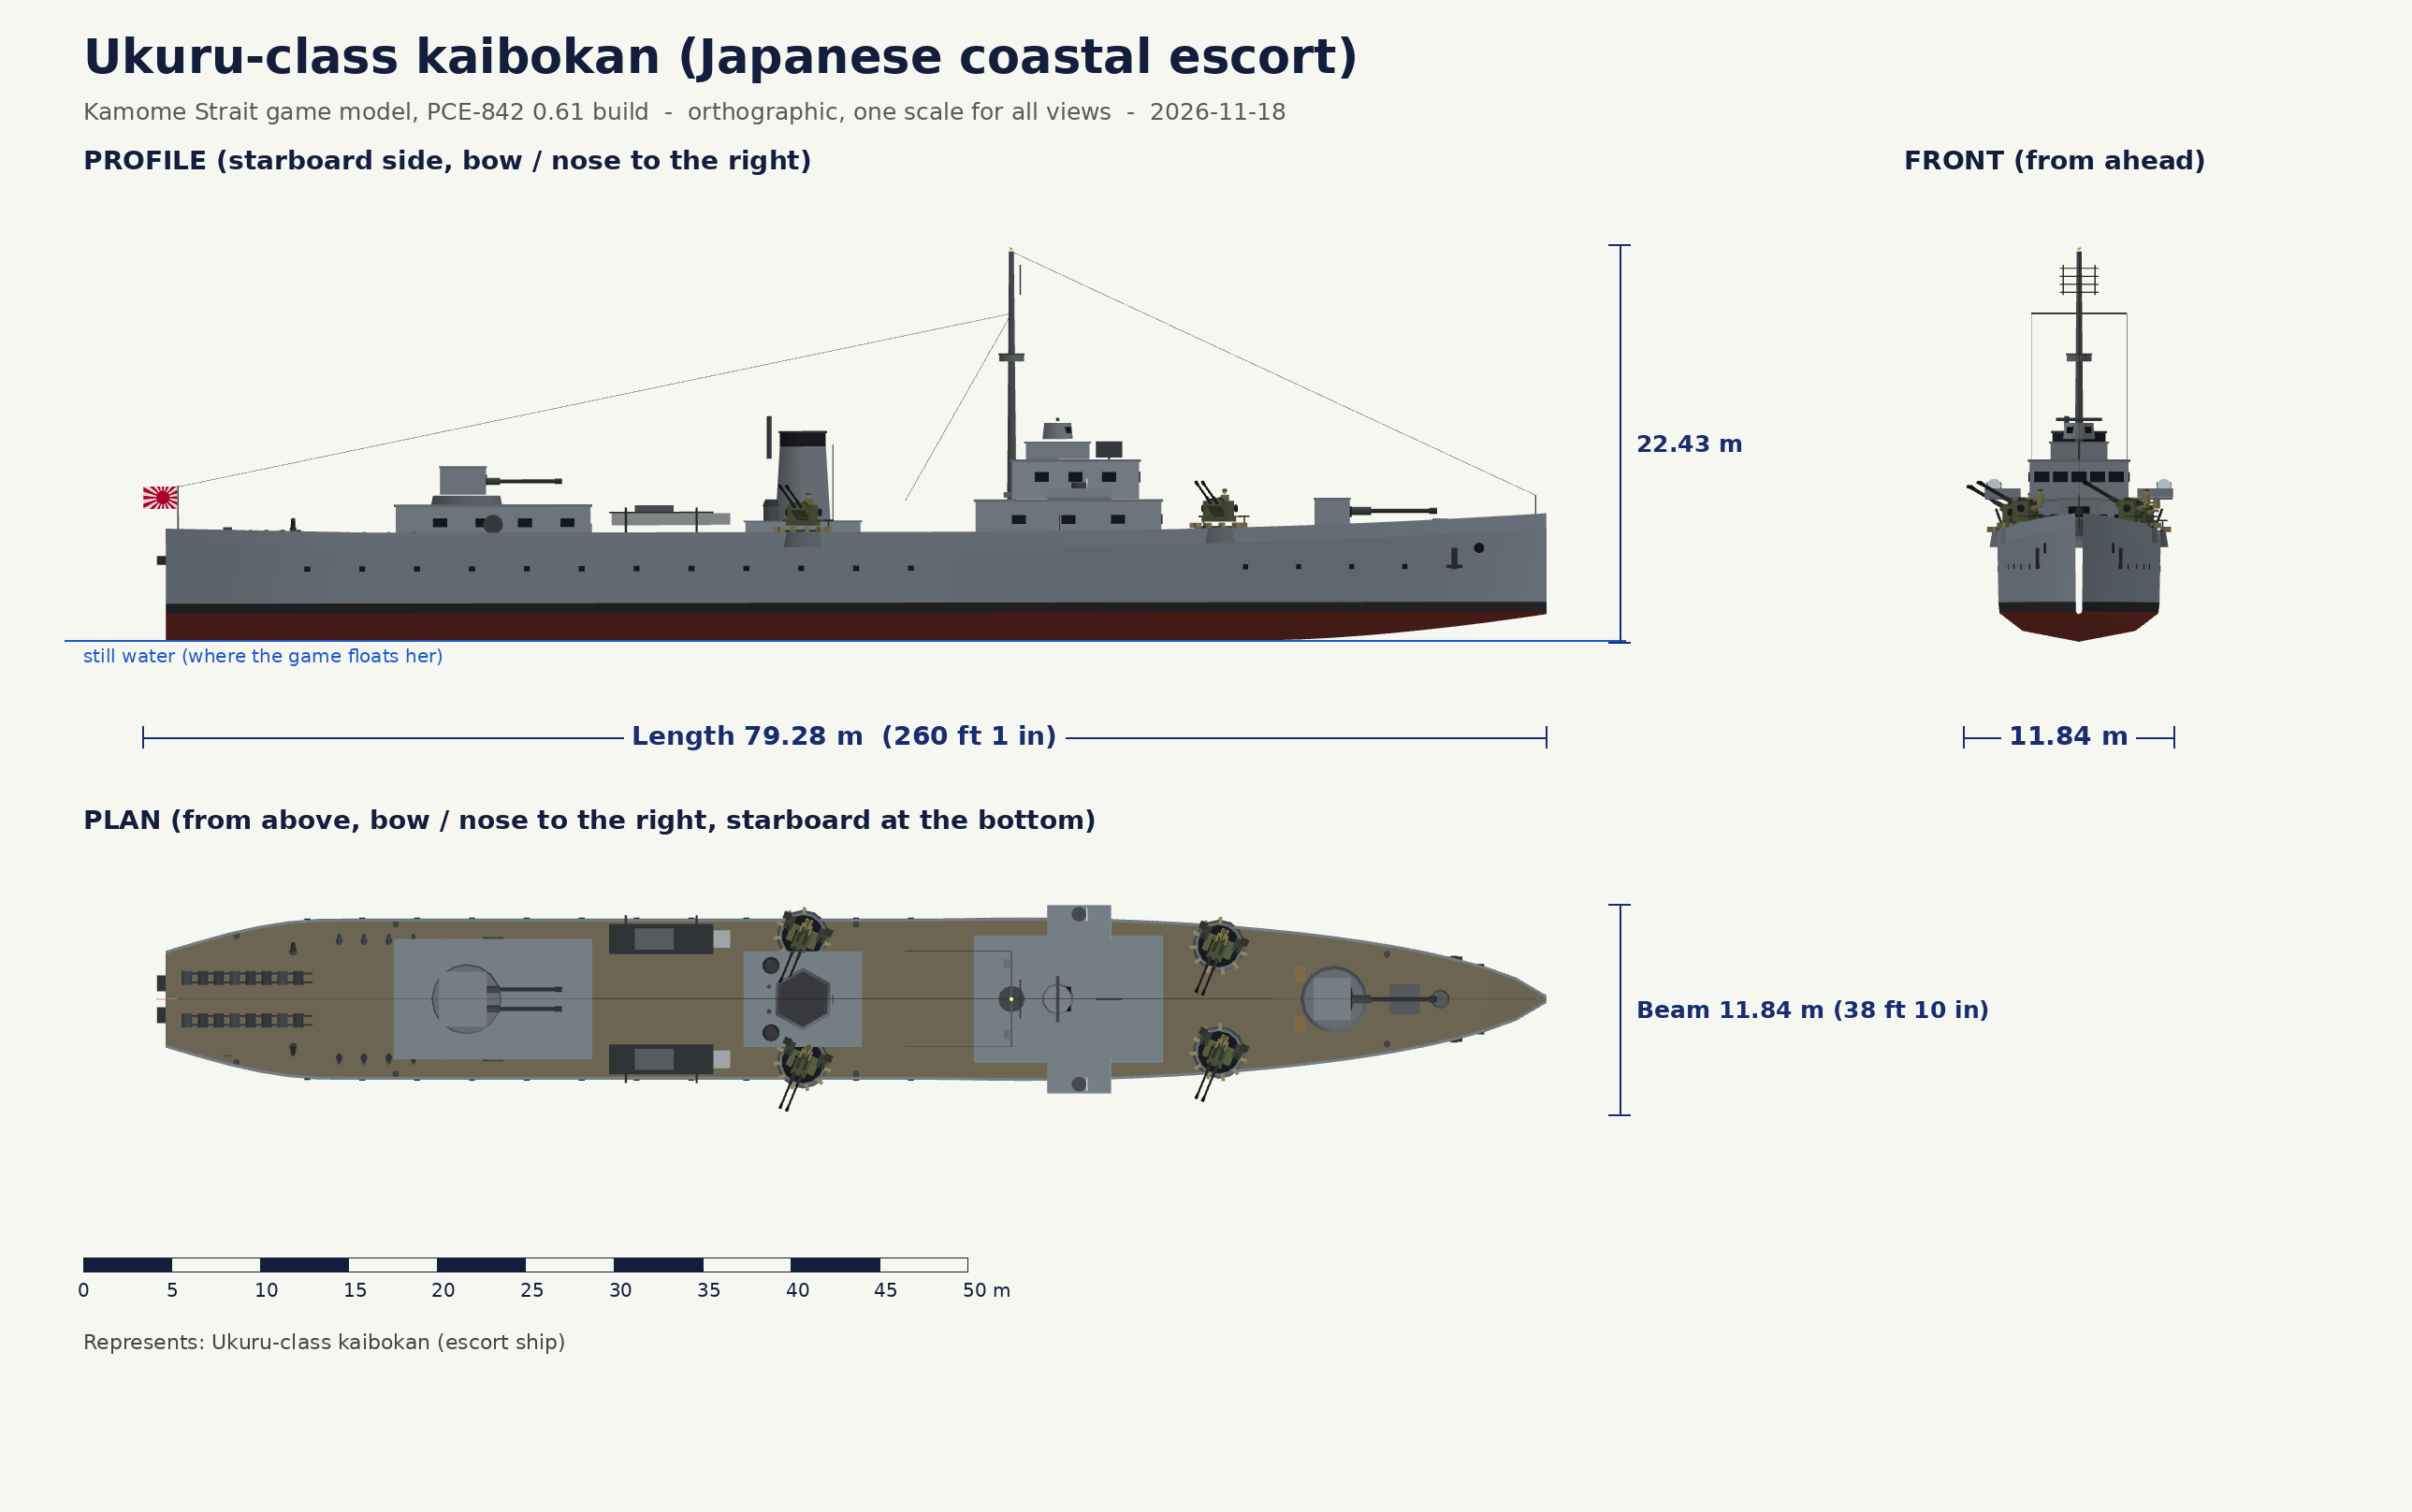 Ukuru-class kaibokan (Japanese coastal escort)
Kamome Strait game model, PCE-842 0.61 build  -  orthographic, one scale for all views  -  2026-11-18
PROFILE (starboard side, bow / nose to the right)
FRONT (from ahead)
22.43 m
still water (where the game floats her)
Length 79.28 m  (260 ft 1 in)
11.84 m
PLAN (from above, bow / nose to the right, starboard at the bottom)
Beam 11.84 m (38 ft 10 in)
0 5 10 15 20 25 30 35 40 45 50 m
Represents: Ukuru-class kaibokan (escort ship)